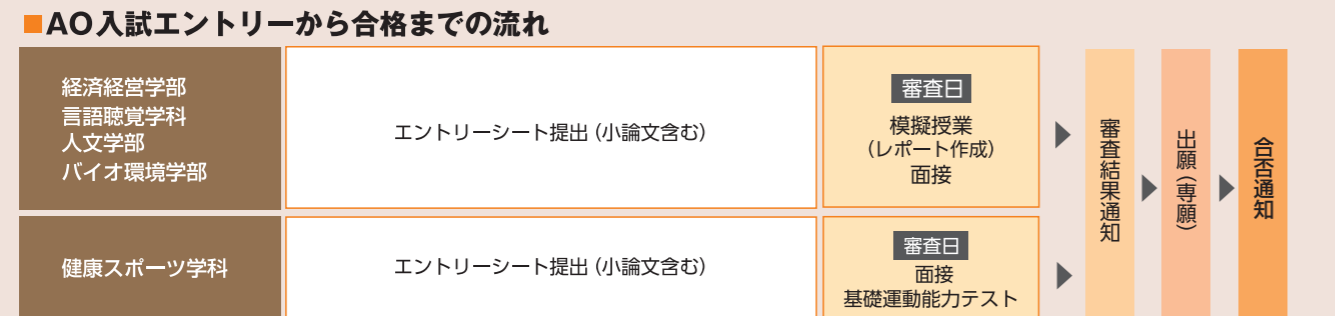 ■AO入試エントリーから合格までの流れ
経済経営学部
言語聴覚学科
人文学部
バイオ環境学部
エントリーシート提出（小論文含む）
審査日
模擬授業
（レポート作成）
面接
健康スポーツ学科
エントリーシート提出（小論文含む）
審査日
面接
基礎運動能力テスト
審査結果通知
出願（専願）
合否通知